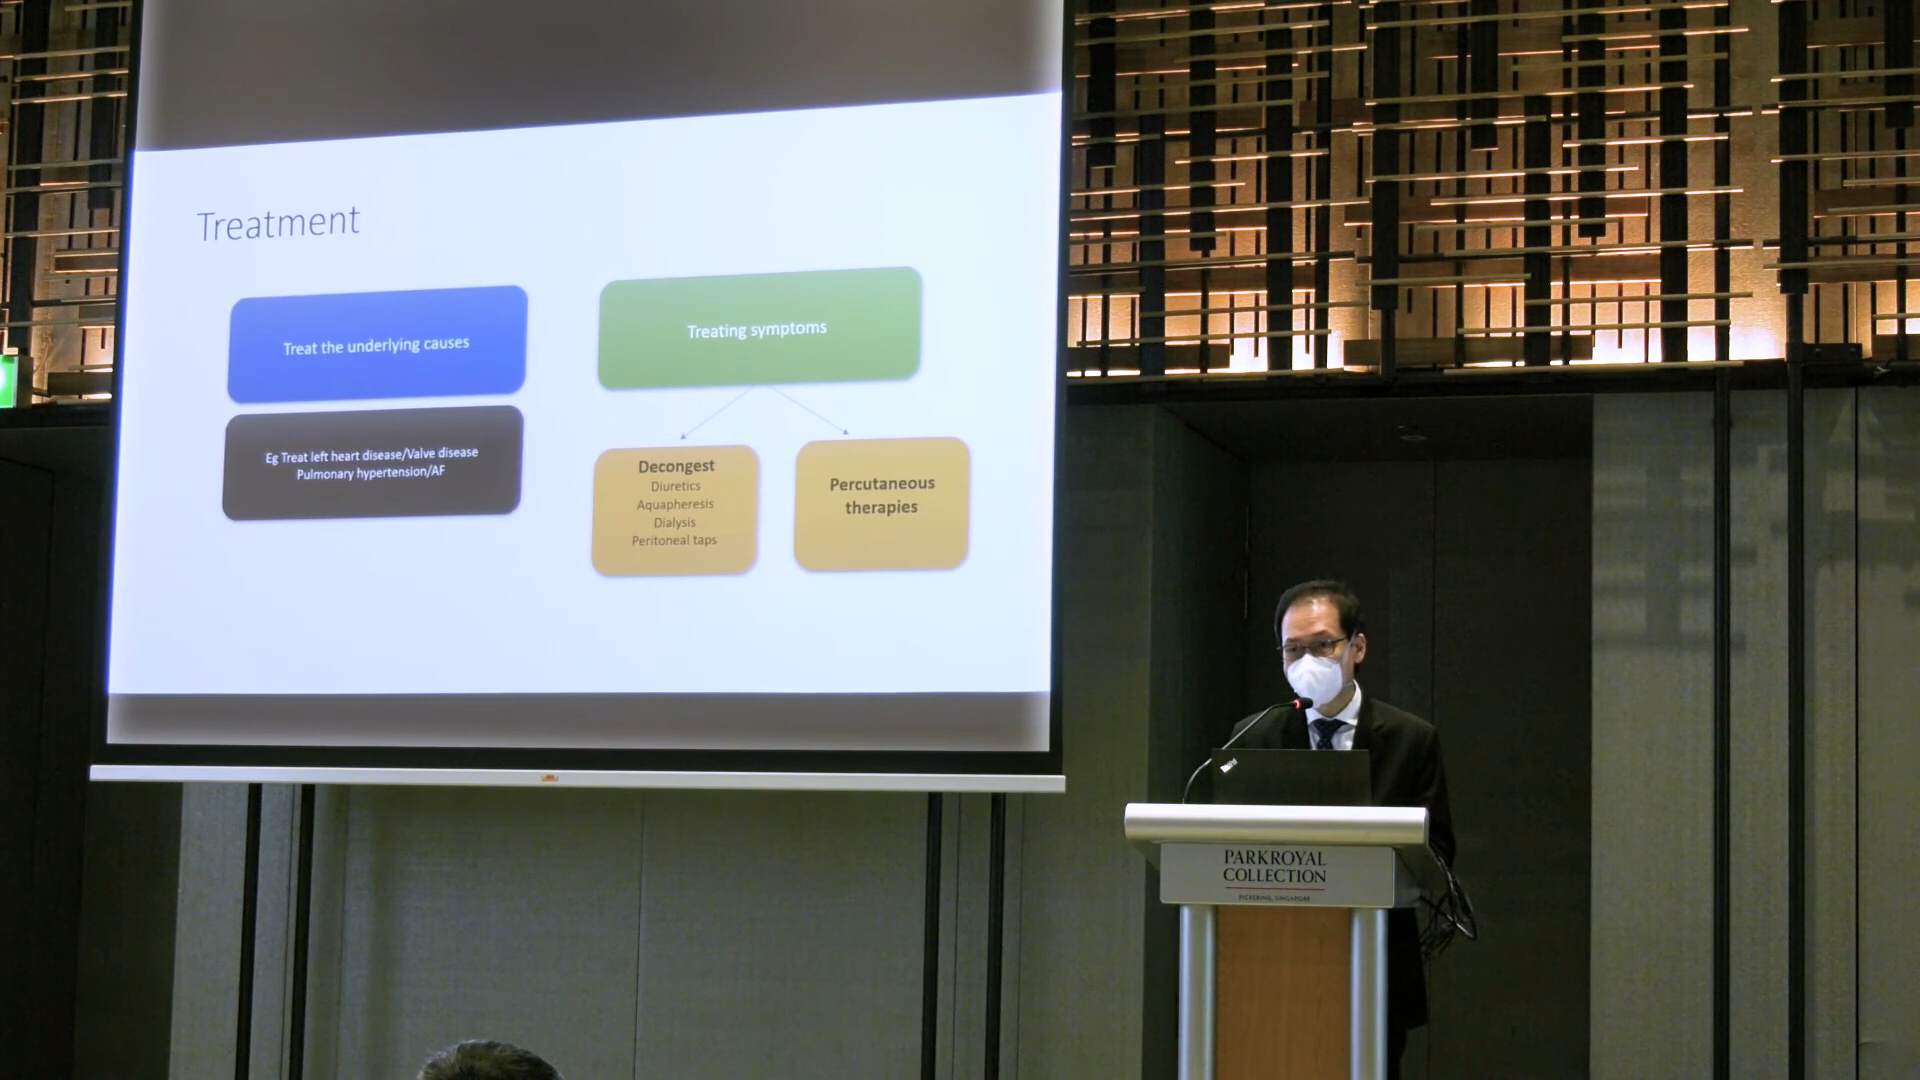 Treatment
Treat the underlying causes
Eg Treat left heart disease/Valve disease
Pulmonary hypertension/AF
Treating symptoms
Decongest
Diuretics
Aquapheresis
Dialysis
Peritoneal taps
Percutaneous
therapies
PARKROYAL
COLLECTION
PICKERING, SINGAPORE